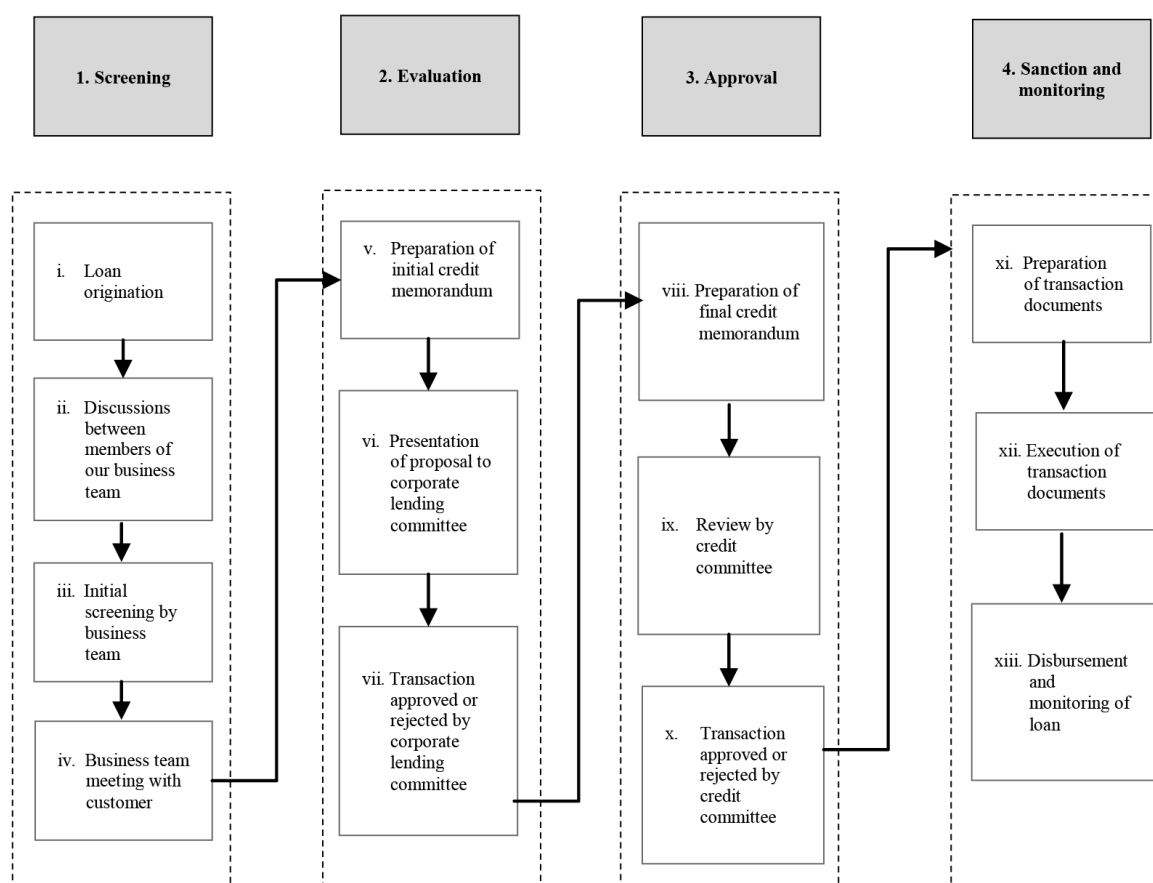 1. Screening
2. Evaluation
3. Approval
4. Sanction and
monitoring
i. Loan
origination
ii. Discussions
between
members of
our business
team
iii. Initial
screening by
business
team
iv. Business team
meeting with
customer
v. Preparation of
initial credit
memorandum
vi. Presentation
of proposal to
corporate
lending
committee
vii. Transaction
approved or
rejected by
corporate
lending
committee
viii. Preparation of
final credit
memorandum
ix. Review by
credit
committee
x. Transaction
approved or
rejected by
credit
committee
xi. Preparation
of transaction
documents
xii. Execution of
transaction
documents
xiii. Disbursement
and
monitoring of
loan